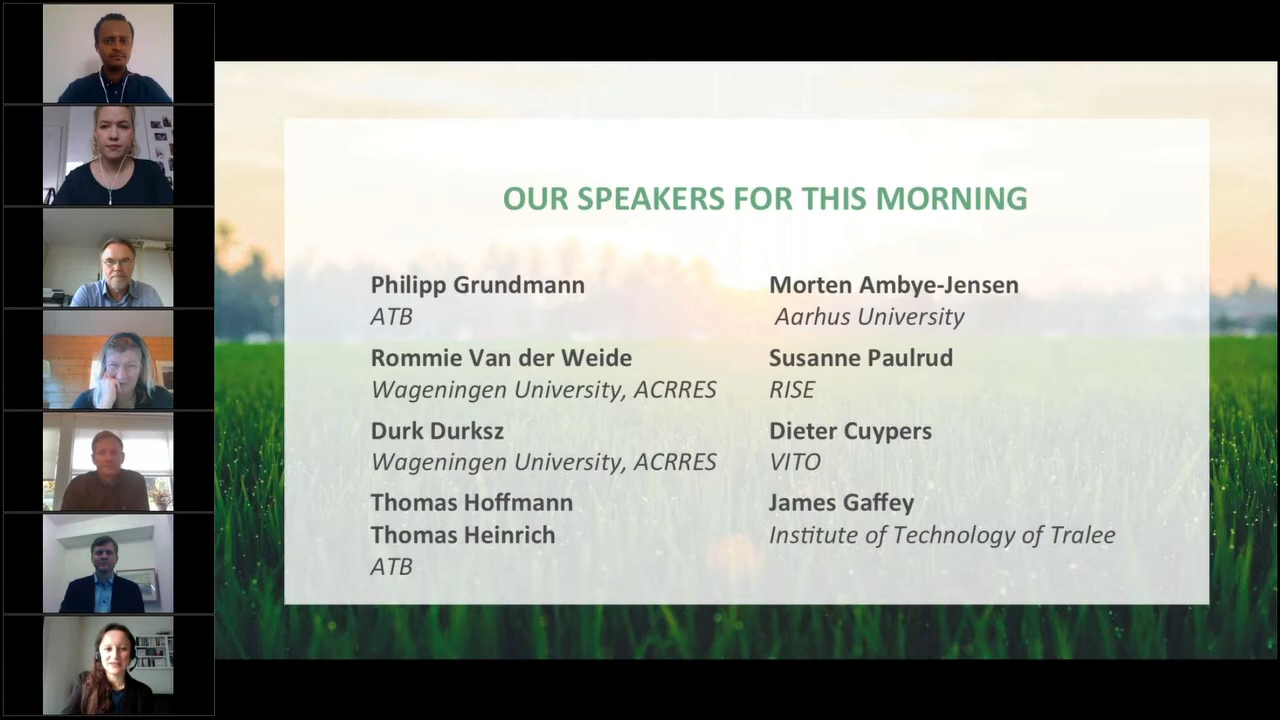 OUR SPEAKERS FOR THIS MORNING
Philipp Grundmann
ATB
Rommie Van der Weide
Wageningen University, ACRRES
Durk Durksz
Wageningen University, ACRRES
Thomas Hoffmann
Thomas Heinrich
ATB
Morten Ambye-Jensen
Aarhus University
Susanne Paulrud
RISE
Dieter Cuypers
VITO
James Gaffey
Institute of Technology of Tralee